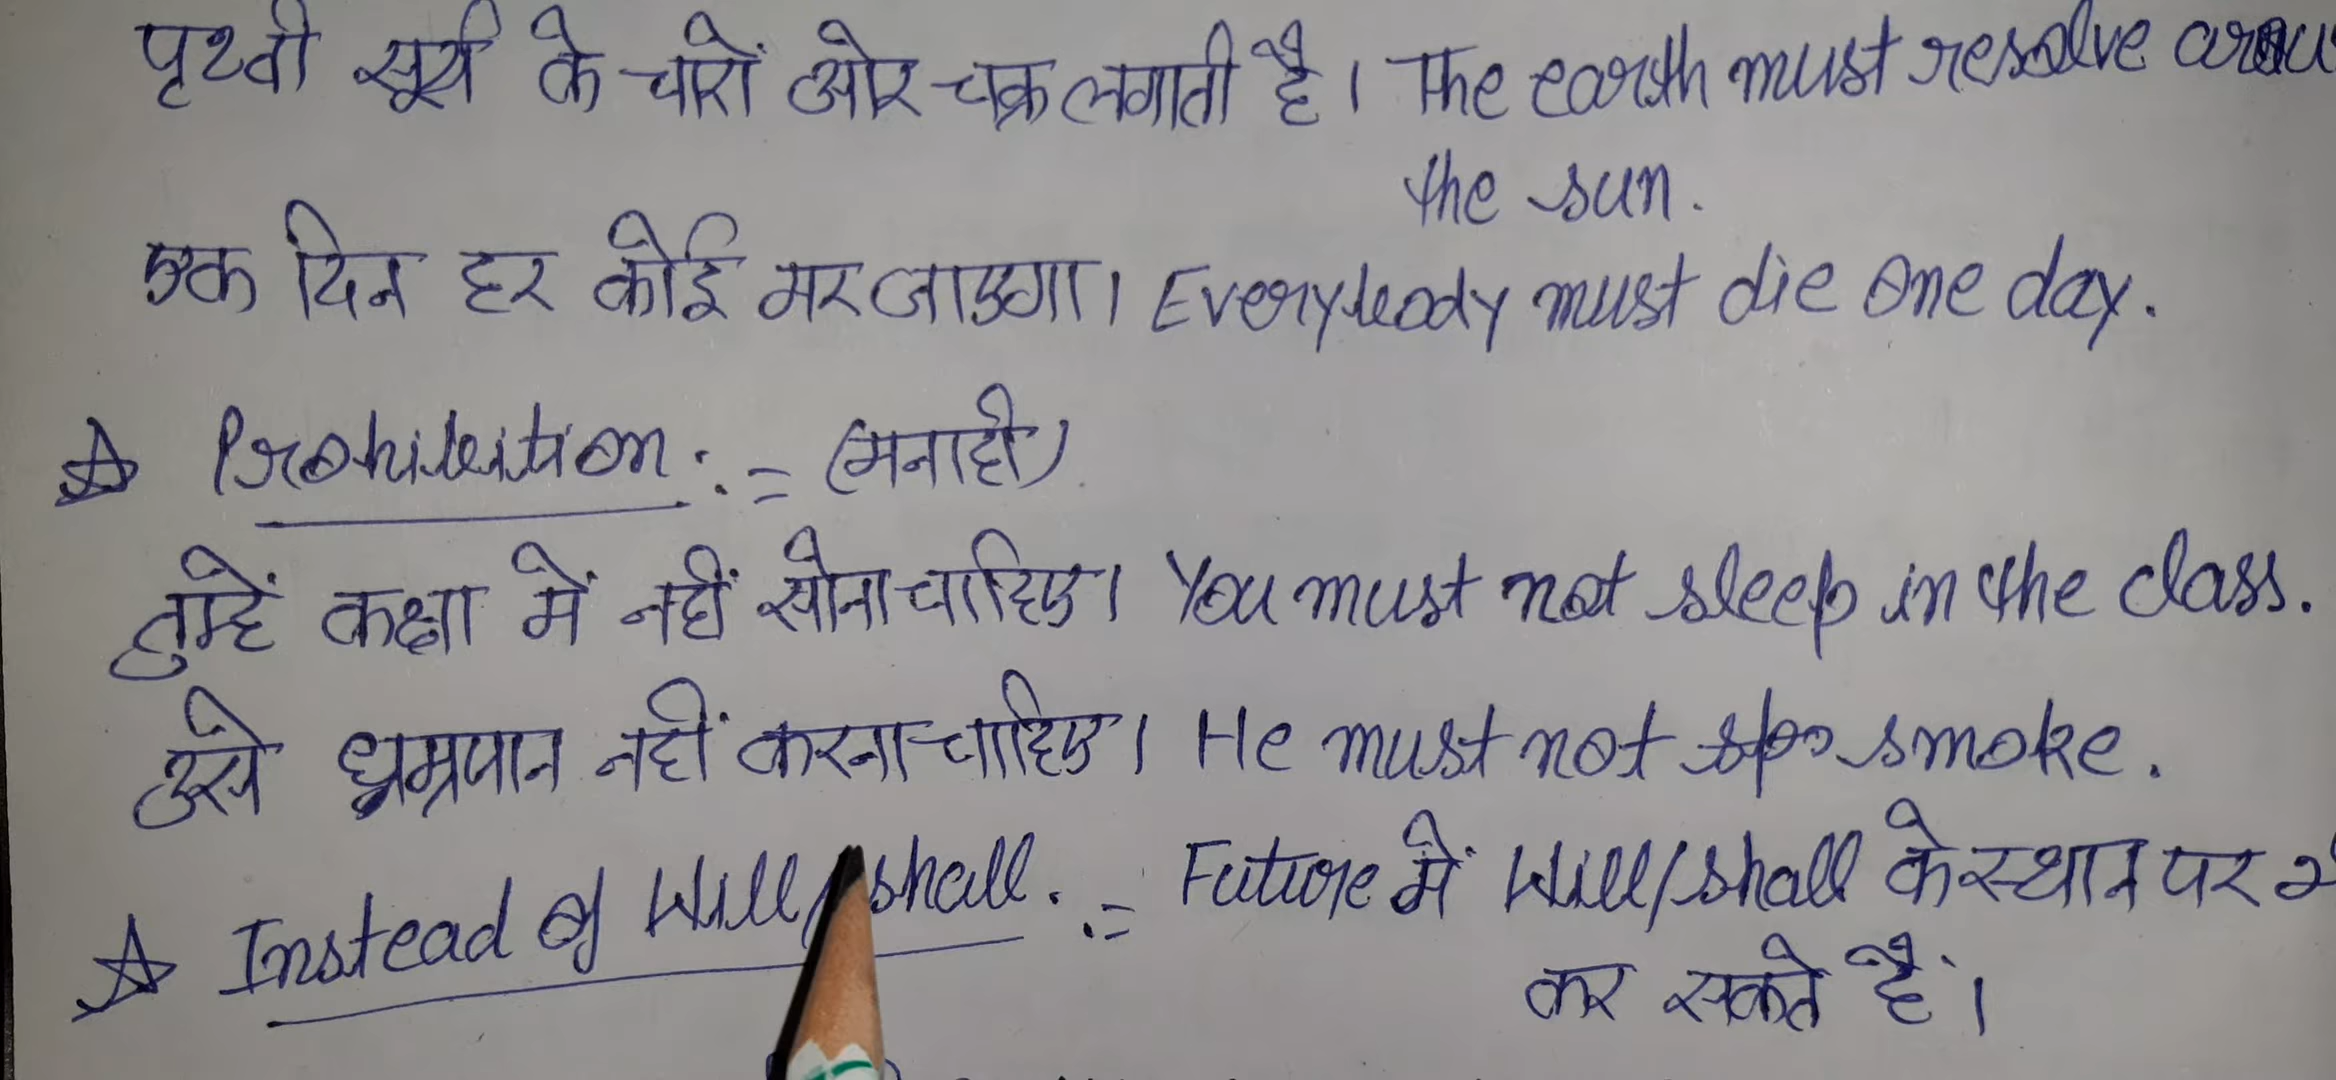 पृथ्वी सूर्य के चारों ओर चक्र लगाती है। The earth must resolve arou
the sun.
एक दिन हर कोई मर जाएगा। Everybody must die one day.
Prohibition := (मनाही)
तुम्हें कक्षा में नहीं सोना चाहिए। You must not sleep in the class.
उसे धुम्रपान नहीं करना चाहिए। He must not smoke.
Instead of Will/shall. := Future में Will/shall के स्थान पर
कर सकते हैं।